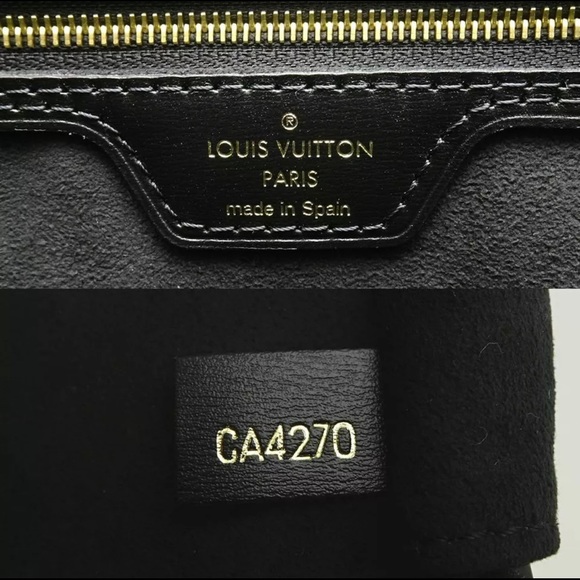 ®
LOUIS VUITTON
PARIS
made in Spain
CA4270